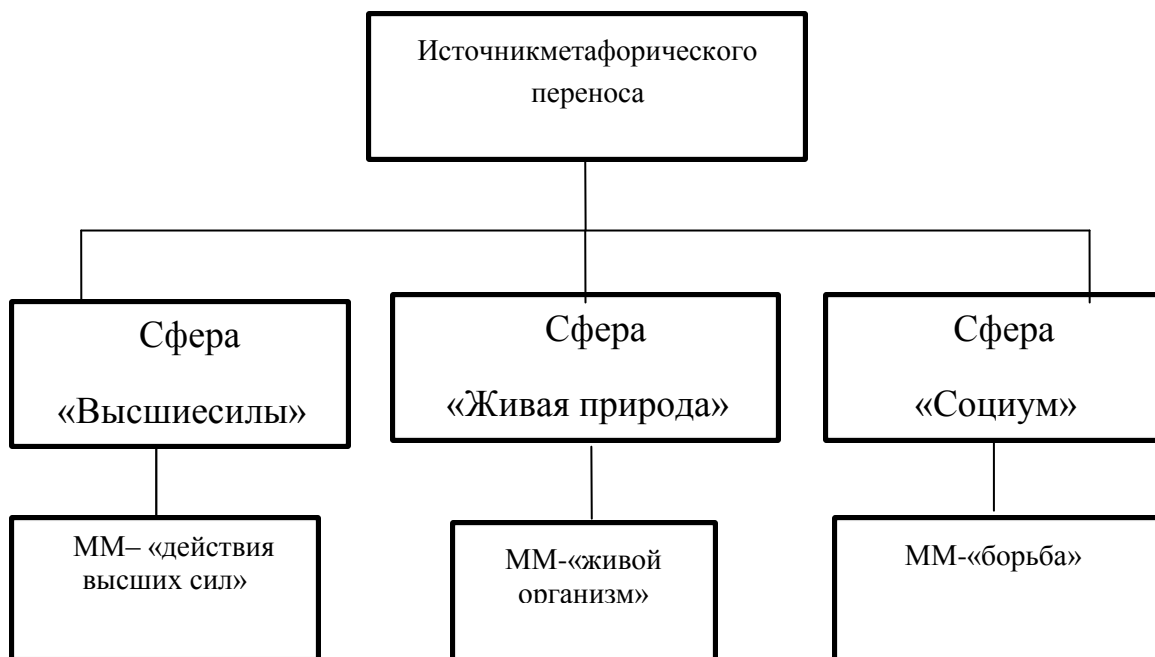 Источникметафорического
переноса
Сфера
«Высшиесилы»
Сфера
«Живая природа»
Сфера
«Социум»
ММ– «действия
высших сил»
ММ-«живой
организм»
ММ-«борьба»